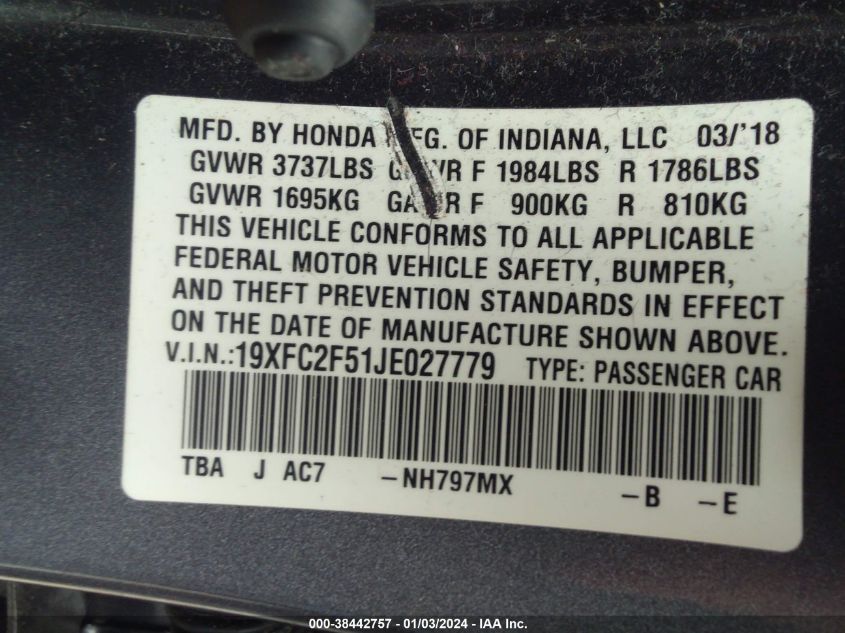 MFD. BY HONDA MFG. OF INDIANA, LLC 03/'18
GVWR 3737LBS GAWR F 1984LBS R 1786LBS
GVWR 1695KG GAWR F 900KG R 810KG
THIS VEHICLE CONFORMS TO ALL APPLICABLE
FEDERAL MOTOR VEHICLE SAFETY, BUMPER,
AND THEFT PREVENTION STANDARDS IN EFFECT
ON THE DATE OF MANUFACTURE SHOWN ABOVE.
V.I.N.:19XFC2F51JE027779 TYPE: PASSENGER CAR
TBA J AC7 –NH797MX –B –E
OWN: 000-38442757 - 01/03/2024 - IAA Inc.